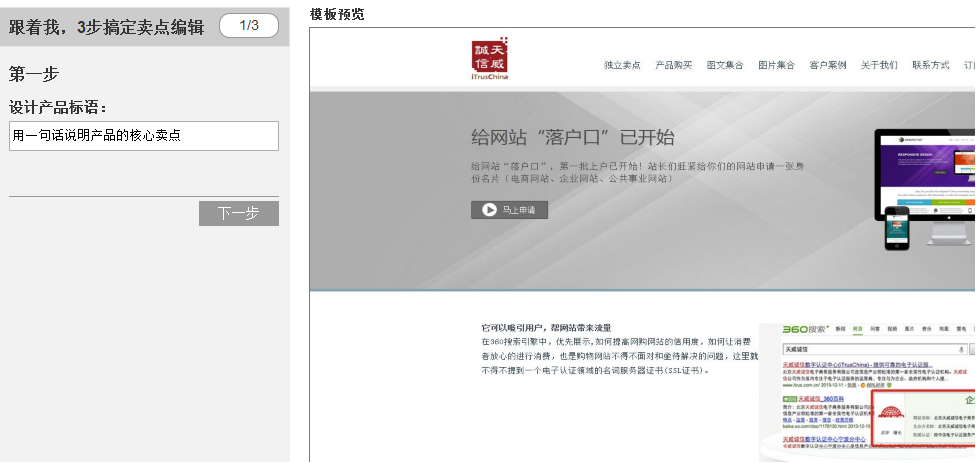 跟着我，3步搞定卖点编辑
1/3
第一步
设计产品标语：
用一句话说明产品的核心卖点
下一步
模板预览
誠天
信威
iTrusChina
独立卖点 产品购买 图文集合 图片集合 客户案例 关于我们 联系方式
给网站“落户口”已开始
给网站“落户口”，第一批上户已开始！站长们赶紧给你们的网站申请一张身
份名片（电商网站、企业网站、公共事业网站）
马上申请
它可以吸引用户，帮网站带来流量
在360搜索引擎中，优先展示,如何提高网购网站的信用度，如何让消费
者放心的进行消费，也是购物网站不得不面对和坐待解决的问题，这里就
不得不提到一个电子认证领域的名词服务器证书(SSL证书)。
360搜索
新闻 网页 问答 视频 图片 音乐 地图
天威诚信
天威诚信数字认证中心(iTrusChina) - 提供可靠的电子认证服...
www.itrus.com.cn/ 2013-12-11
天威诚信_360百科
天威诚信数字认证中心宁波分中心